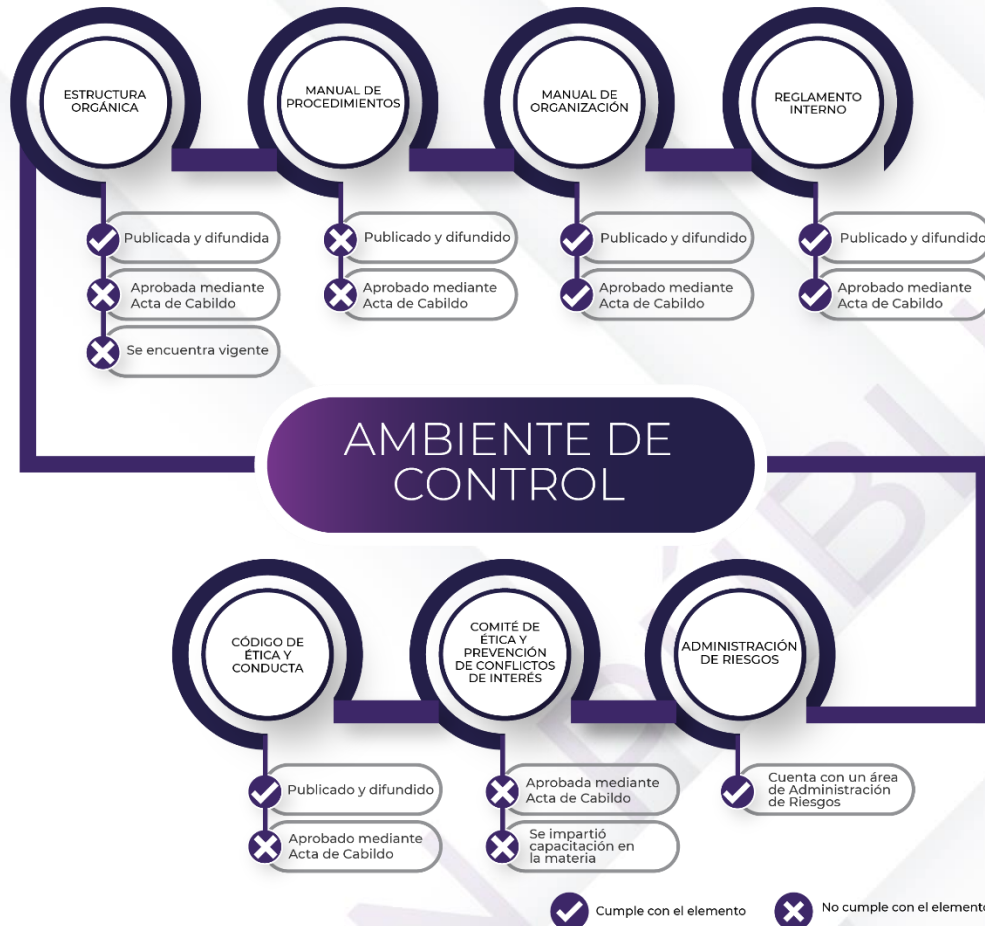 ESTRUCTURA
ORGÁNICA
MANUAL DE
PROCEDIMIENTOS
MANUAL DE
ORGANIZACIÓN
REGLAMENTO
INTERNO
Publicada y difundida
Aprobada mediante
Acta de Cabildo
Se encuentra vigente
Publicado y difundido
Aprobado mediante
Acta de Cabildo
Publicado y difundido
Aprobado mediante
Acta de Cabildo
Publicado y difundido
Aprobado mediante
Acta de Cabildo
AMBIENTE DE
CONTROL
CÓDIGO DE
ÉTICA Y
CONDUCTA
COMITÉ DE
ÉTICA Y
PREVENCIÓN
DE CONFLICTOS
DE INTERÉS
ADMINISTRACIÓN
DE RIESGOS
Publicado y difundido
Aprobado mediante
Acta de Cabildo
Aprobada mediante
Acta de Cabildo
Se impartió
capacitación en
la materia
Cuenta con un área
de Administración
de Riesgos
Cumple con el elemento
No cumple con el elemento